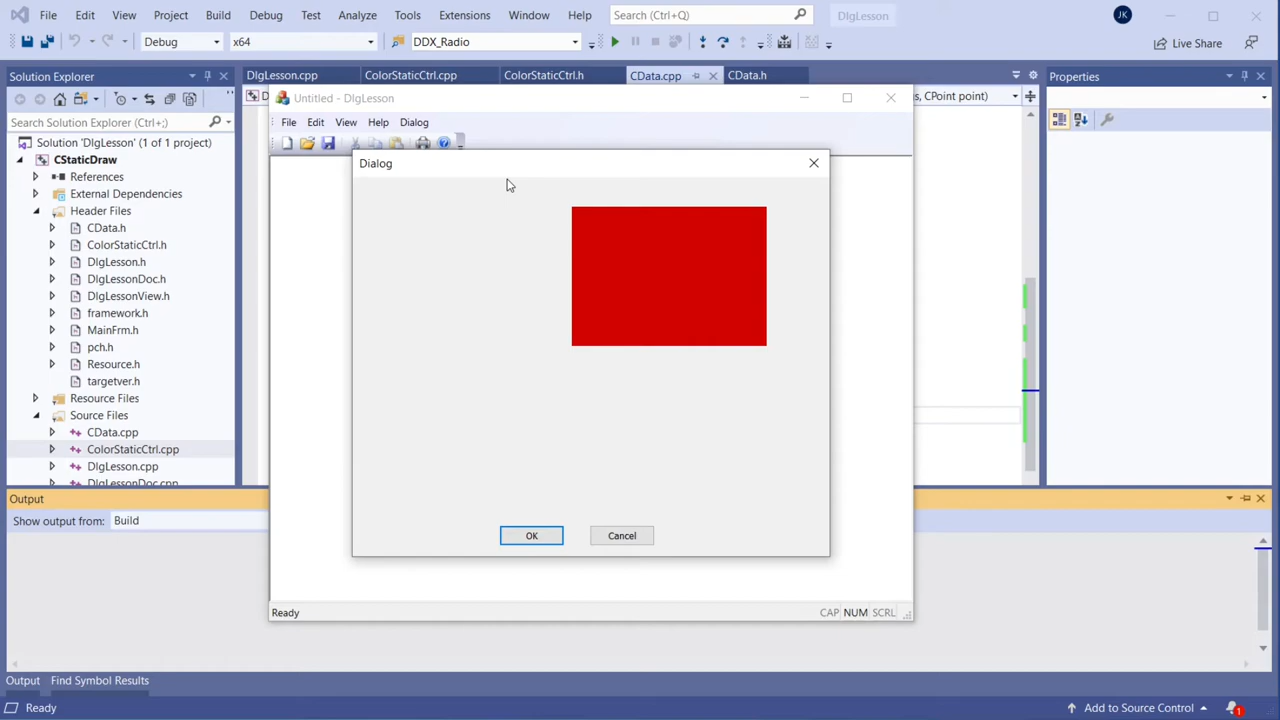 File Edit View Project Build Debug Test Analyze Tools Extensions Window Help Search (Ctrl+Q) DlgLesson JK
Debug x64 DDX_Radio Live Share
Solution Explorer
DlgLesson.cpp ColorStaticCtrl.cpp ColorStaticCtrl.h CData.cpp CData.h
Properties
Untitled - DlgLesson
s, CPoint point)
Search Solution Explorer (Ctrl+;)
File Edit View Help Dialog
Solution 'DlgLesson' (1 of 1 project)
CStaticDraw
References
External Dependencies
Header Files
CData.h
ColorStaticCtrl.h
DlgLesson.h
DlgLessonDoc.h
DlgLessonView.h
framework.h
MainFrm.h
pch.h
Resource.h
targetver.h
Resource Files
Source Files
CData.cpp
ColorStaticCtrl.cpp
DlgLesson.cpp
DlgLessonDoc.cpp
Dialog
OK Cancel
Ready CAP NUM SCRL
Output
Show output from: Build
Output Find Symbol Results
Ready Add to Source Control 1